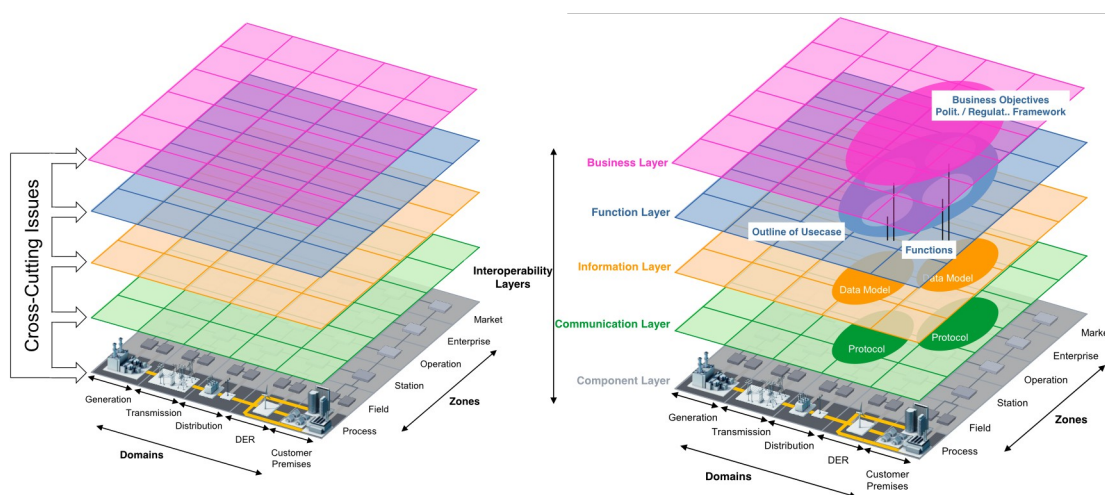 Cross-Cutting Issues
Generation
Transmission
Distribution
DER
Customer
Premises
Domains
Process
Field
Station
Operation
Enterprise
Market
Zones
Interoperability
Layers
Business Layer
Function Layer
Information Layer
Communication Layer
Component Layer
Business Objectives
Polit. / Regulat.. Framework
Outline of Usecase
Functions
Data Model
Data Model
Protocol
Protocol
Generation
Transmission
Distribution
DER
Customer
Premises
Domains
Process
Field
Station
Operation
Enterprise
Market
Zones